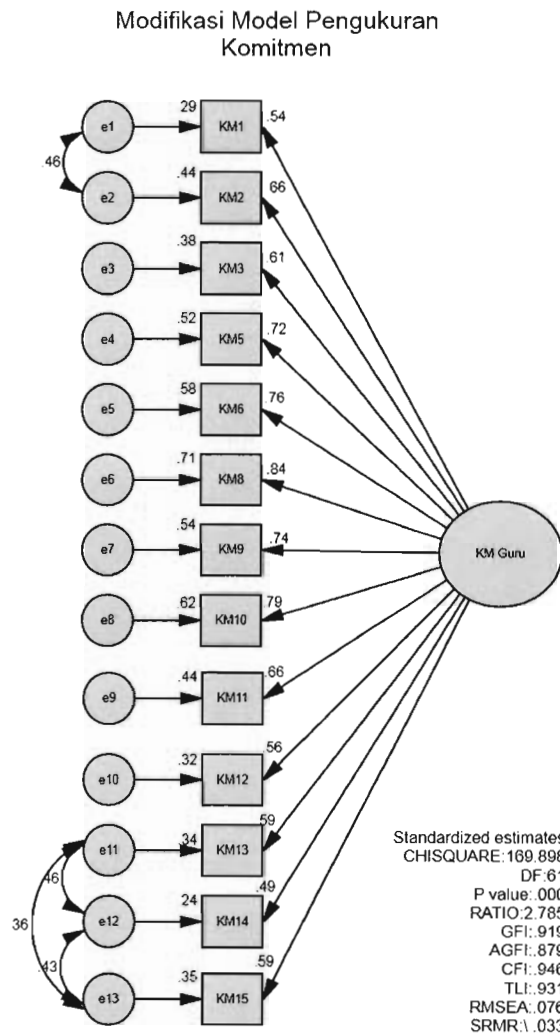 Modifikasi Model Pengukuran
Komitmen
e1 .29 KM1 .54
.46
e2 .44 KM2 66
e3 .38 KM3 .61
e4 .52 KM5 .72
e5 58 KM6 .76
e6 .71 KM8 .84
e7 .54 KM9 .74
KM Guru
e8 .62 KM10 .79
e9 .44 KM11 .66
e10 .32 KM12 .56
e11 .34 KM13 59
46
e12 24 KM14 .49
36
.43
e13 .35 KM15 .59
Standardized estimates
CHISQUARE:169.898
DF:61
P value:.000
RATIO:2.785
GFI:.919
AGFI:.879
CFI:.946
TLI:.931
RMSEA:.076
SRMR:\ .033